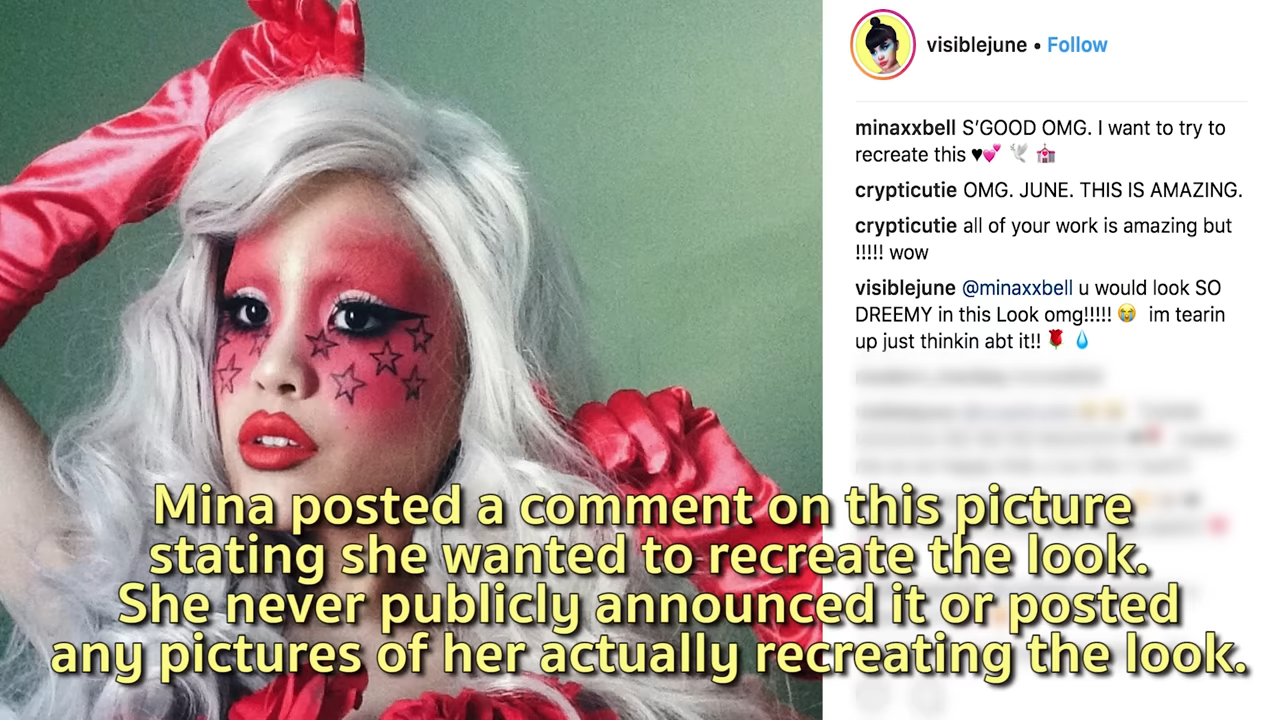 visiblejune • Follow
minaxxbell S'GOOD OMG. I want to try to
recreate this ♥💕 🕊 💒
crypticutie OMG. JUNE. THIS IS AMAZING.
crypticutie all of your work is amazing but
!!!!! wow
visiblejune @minaxxbell u would look SO
DREEMY in this Look omg!!!!! 😭 im tearin
up just thinkin abt it!! 🌹 💧
Mina posted a comment on this picture
stating she wanted to recreate the look.
She never publicly announced it or posted
any pictures of her actually recreating the look.